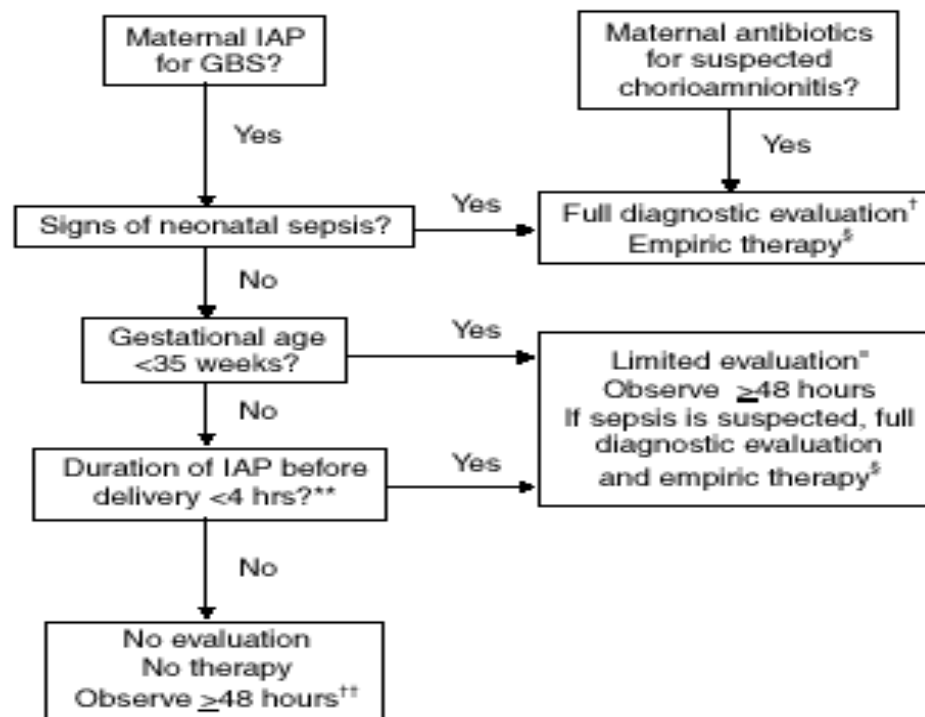 Maternal IAP
for GBS?
Maternal antibiotics
for suspected
chorioamnionitis?
Yes
Yes
Signs of neonatal sepsis?
Yes
Full diagnostic evaluation†
Empiric therapy§
No
Gestational age
<35 weeks?
Yes
Limited evaluation"
Observe ≥48 hours
If sepsis is suspected, full
diagnostic evaluation
and empiric therapy§
No
Duration of IAP before
delivery <4 hrs?**
Yes
No
No evaluation
No therapy
Observe ≥48 hours††